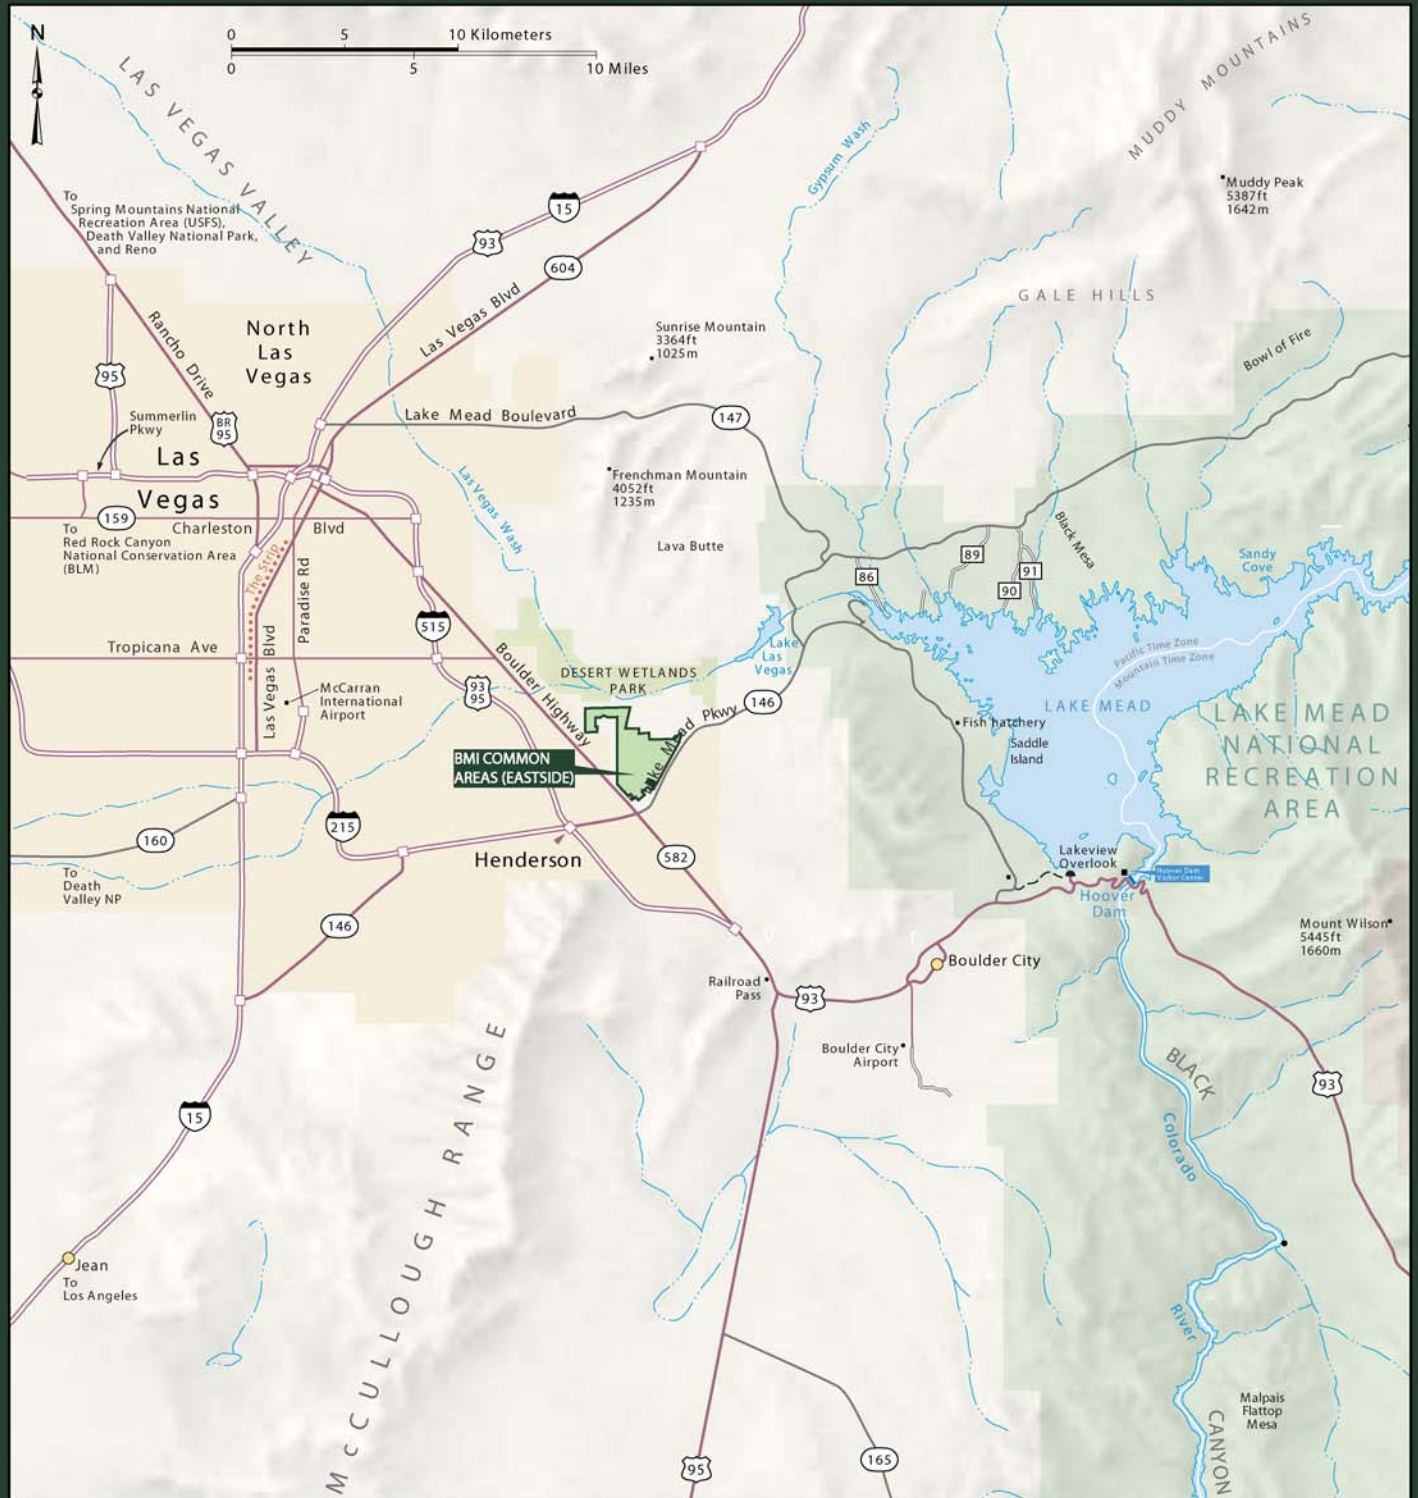 N
0 5 10 Kilometers
0 5 10 Miles
LAS VEGAS VALLEY
MUDDY MOUNTAINS
Gypsum Wash
Muddy Peak
5387ft
1642m
To
Spring Mountains National
Recreation Area (USFS),
Death Valley National Park,
and Reno
15
93
604
GALE HILLS
Rancho Drive
North
Las
Vegas
Las Vegas Blvd
Sunrise Mountain
3364ft
1025m
Bowl of Fire
95
Summerlin
Pkwy
BR
95
Lake Mead Boulevard
147
Las
Vegas
Las Vegas Wash
Frenchman Mountain
4052ft
1235m
159
Charleston Blvd
To
Red Rock Canyon
National Conservation Area
(BLM)
The Strip
Paradise Rd
Lava Butte
Black Mesa
89
91
86
90
Sandy
Cove
515
Tropicana Ave
Las Vegas Blvd
Boulder Highway
Lake
Las
Vegas
Pacific Time Zone
Mountain Time Zone
DESERT WETLANDS
PARK
93
95
McCarran
International
Airport
146
Lake Mead Pkwy
LAKE MEAD
Fish hatchery
Saddle
Island
LAKE MEAD
NATIONAL
RECREATION
AREA
BMI COMMON
AREAS (EASTSIDE)
215
160
Henderson
582
Lakeview
Overlook
Hoover Dam
Visitor Center
Hoover
Dam
To
Death
Valley NP
146
Mount Wilson
5445ft
1660m
Boulder City
Railroad
Pass
93
Boulder City
Airport
McCULLOUGH RANGE
BLACK
93
15
Colorado
Jean
To
Los Angeles
River
Malpais
Flattop
Mesa
CANYON
95
165